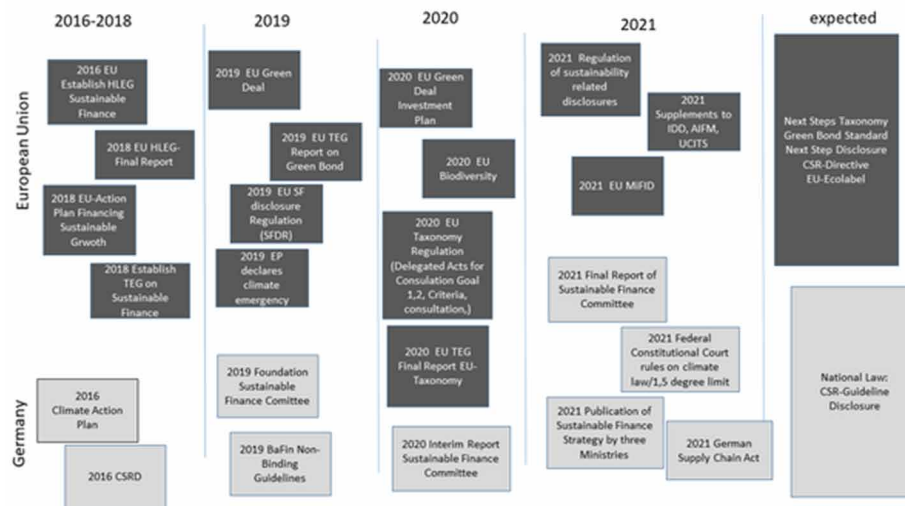 2016-2018
2019
2020
2021
expected
European Union
2016 EU
Establish HLEG
Sustainable
Finance
2018 EU HLEG-
Final Report
2018 EU-Action
Plan Financing
Sustainable
Grwoth
2018 Establish
TEG on
Sustainable
Finance
2019 EU Green
Deal
2019 EU TEG
Report on
Green Bond
2019 EU SF
disclosure
Regulation
(SFDR)
2019 EP
declares
climate
emergency
2020 EU Green
Deal
Investment
Plan
2020 EU
Biodiversity
2020 EU
Taxonomy
Regulation
(Delegated Acts for
Consulation Goal
1,2, Criteria,
consultation,)
2020 EU TEG
Final Report EU-
Taxonomy
2021 Regulation
of sustainability
related
disclosures
2021
Supplements to
IDD, AIFM,
UCITS
2021 EU MiFID
Next Steps Taxonomy
Green Bond Standard
Next Step Disclosure
CSR-Directive
EU-Ecolabel
Germany
2016
Climate Action
Plan
2016 CSRD
2019 Foundation
Sustainable
Finance Comittee
2019 BaFin Non-
Binding
Guidelines
2020 Interim Report
Sustainable Finance
Committee
2021 Final Report of
Sustainable Finance
Committee
2021 Federal
Constitutional Court
rules on climate
law/1,5 degree limit
2021 Publication of
Sustainable Finance
Strategy by three
Ministries
2021 German
Supply Chain Act
National Law:
CSR-Guideline
Disclosure